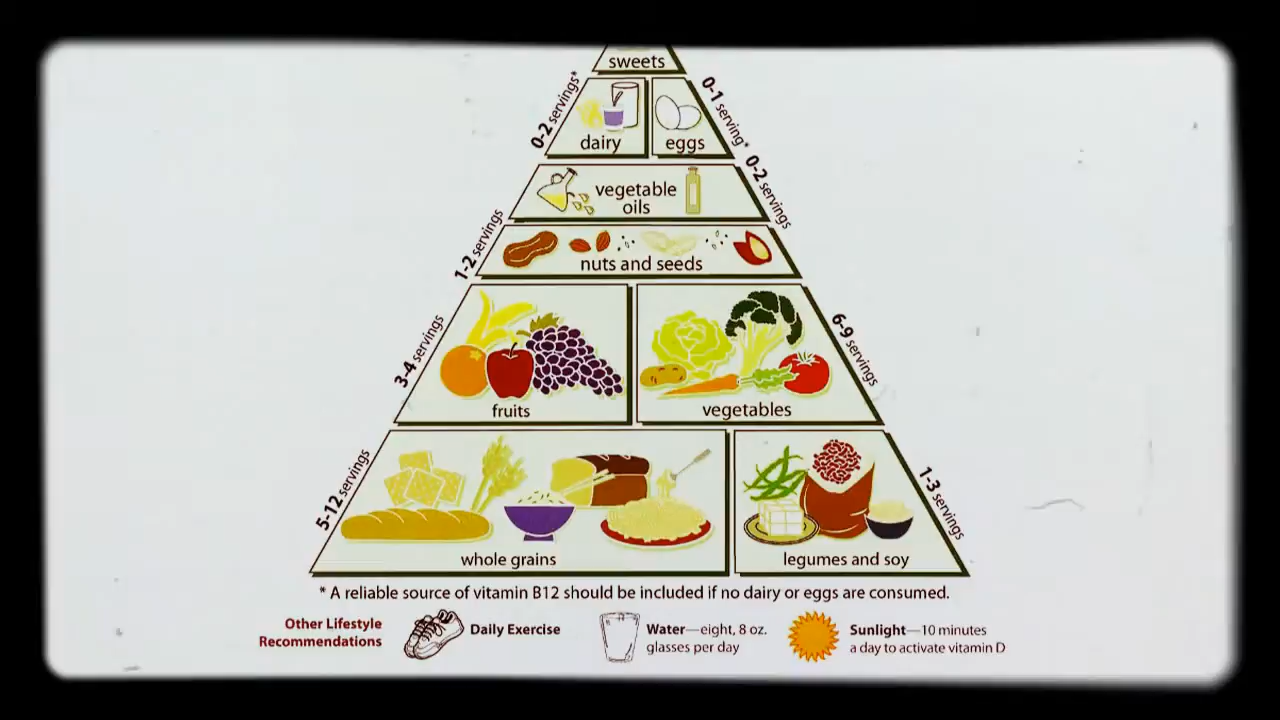 sweets
0-2 servings*
dairy
eggs
0-1 serving*
vegetable
oils
0-2 servings
1-2 servings
nuts and seeds
3-4 servings
fruits
vegetables
6-9 servings
5-12 servings
whole grains
legumes and soy
1-3 servings
* A reliable source of vitamin B12 should be included if no dairy or eggs are consumed.
Other Lifestyle
Recommendations
Daily Exercise
Water—eight, 8 oz.
glasses per day
Sunlight—10 minutes
a day to activate vitamin D